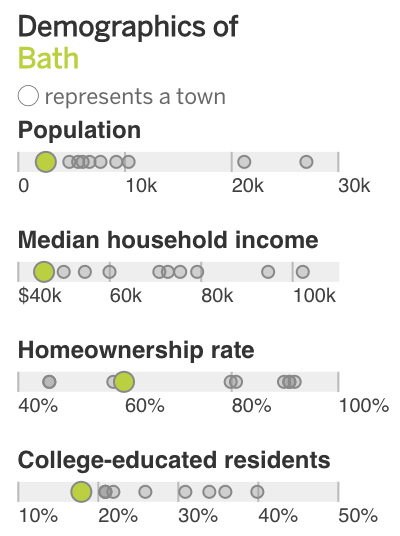 Demographics of
Bath
represents a town
Population
0 10k 20k 30k
Median household income
$40k 60k 80k 100k
Homeownership rate
40% 60% 80% 100%
College-educated residents
10% 20% 30% 40% 50%